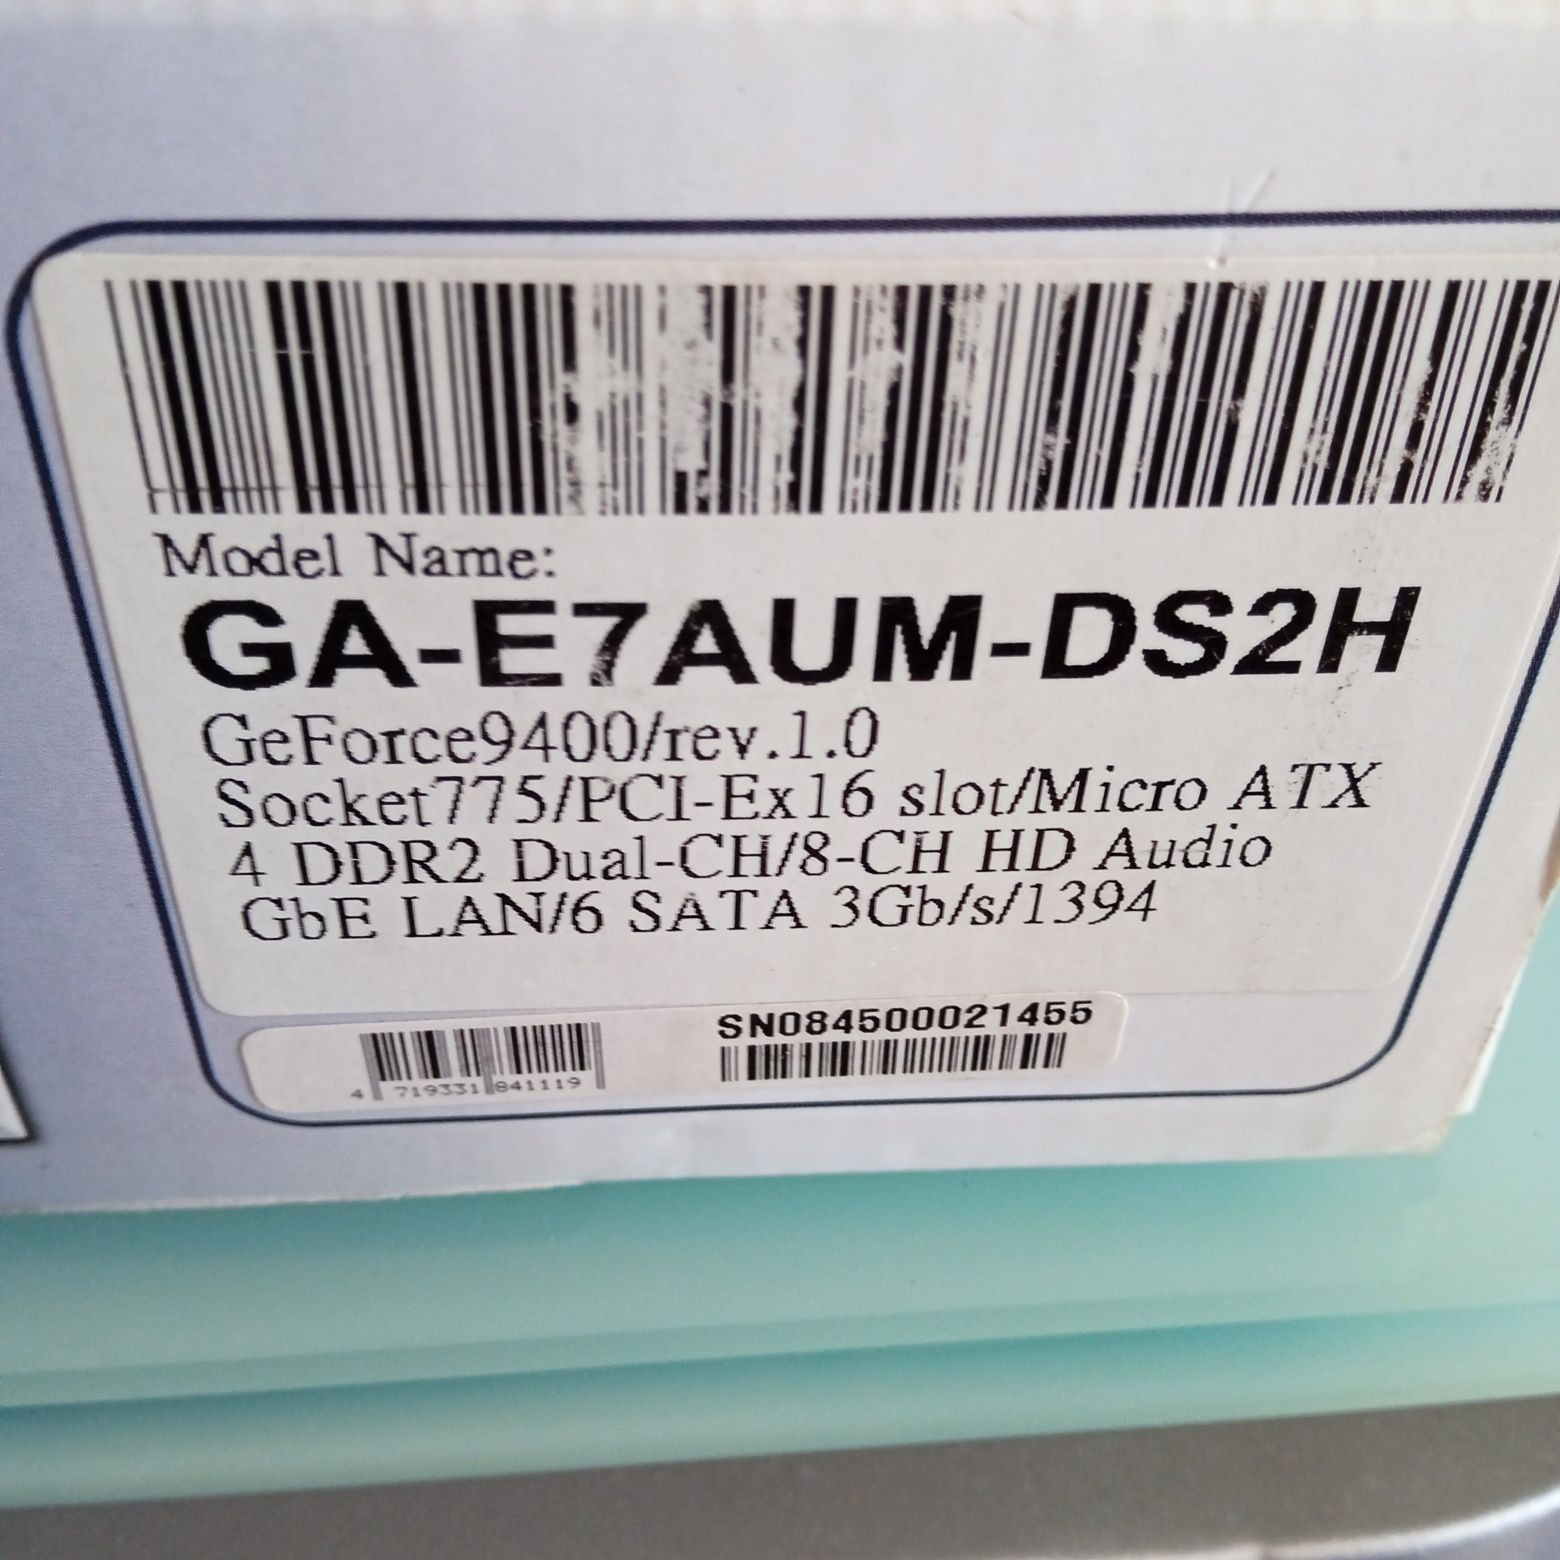 Model Name:
GA-E7AUM-DS2H
GeForce9400/rev.1.0
Socket775/PCI-Ex16 slot/Micro ATX
4 DDR2 Dual-CH/8-CH HD Audio
GbE LAN/6 SATA 3Gb/s/1394
SN084500021455
4 719331 841119